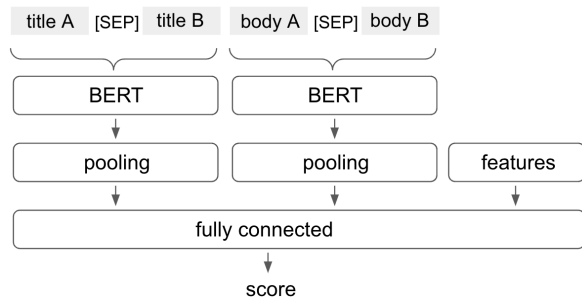 title A [SEP] title B body A [SEP] body B
BERT BERT
pooling pooling features
fully connected
score